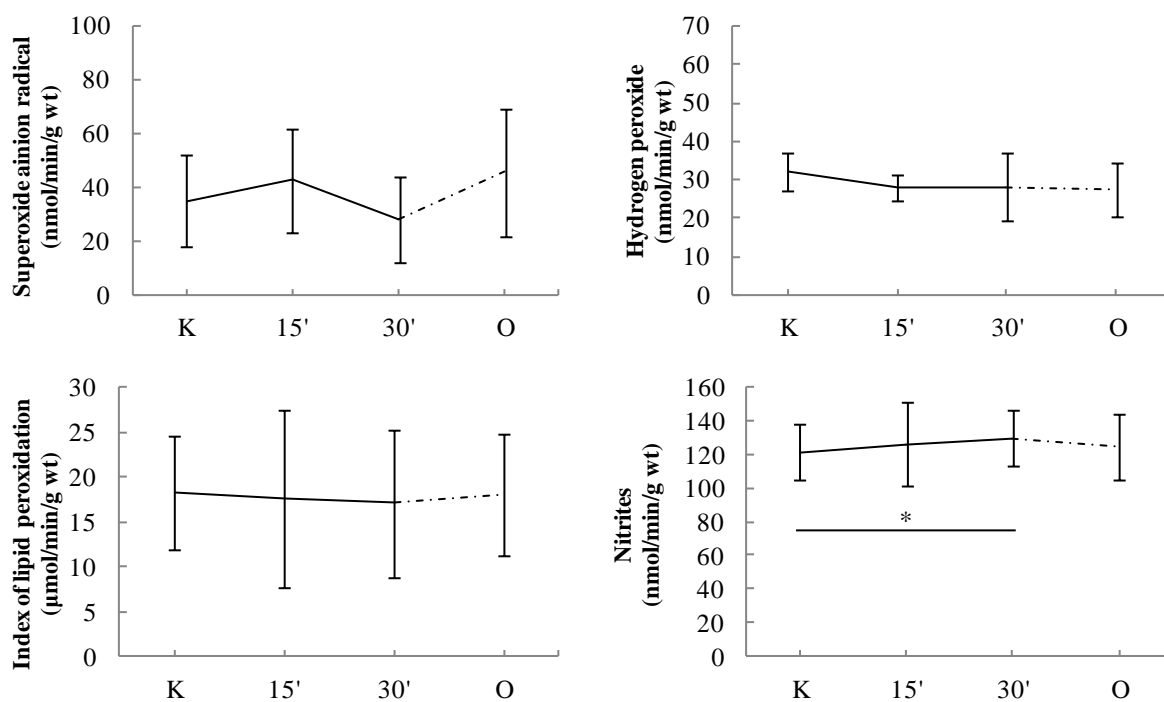 Superoxide ainion radical
(nmol/min/g wt)
100
80
60
40
20
0
K 15' 30' O
Hydrogen peroxide
(nmol/min/g wt)
70
60
50
40
30
20
10
0
K 15' 30' O
Index of lipid peroxidation
(μmol/min/g wt)
30
25
20
15
10
5
0
K 15' 30' O
Nitrites
(nmol/min/g wt)
160
140
120
100
80
60
40
20
0
*
K 15' 30' O